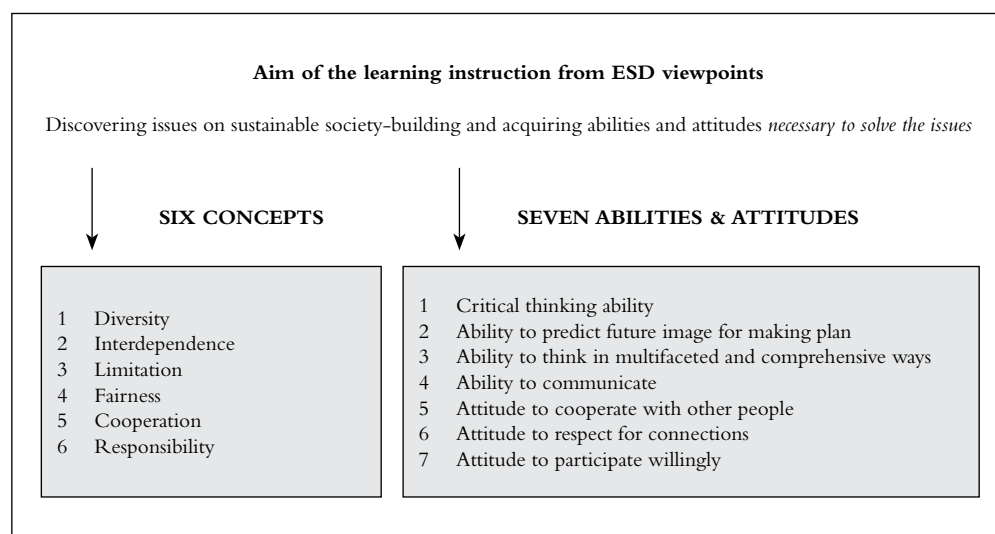 Aim of the learning instruction from ESD viewpoints
Discovering issues on sustainable society-building and acquiring abilities and attitudes necessary to solve the issues
SIX CONCEPTS
1 Diversity
2 Interdependence
3 Limitation
4 Fairness
5 Cooperation
6 Responsibility
SEVEN ABILITIES & ATTITUDES
1 Critical thinking ability
2 Ability to predict future image for making plan
3 Ability to think in multifaceted and comprehensive ways
4 Ability to communicate
5 Attitude to cooperate with other people
6 Attitude to respect for connections
7 Attitude to participate willingly